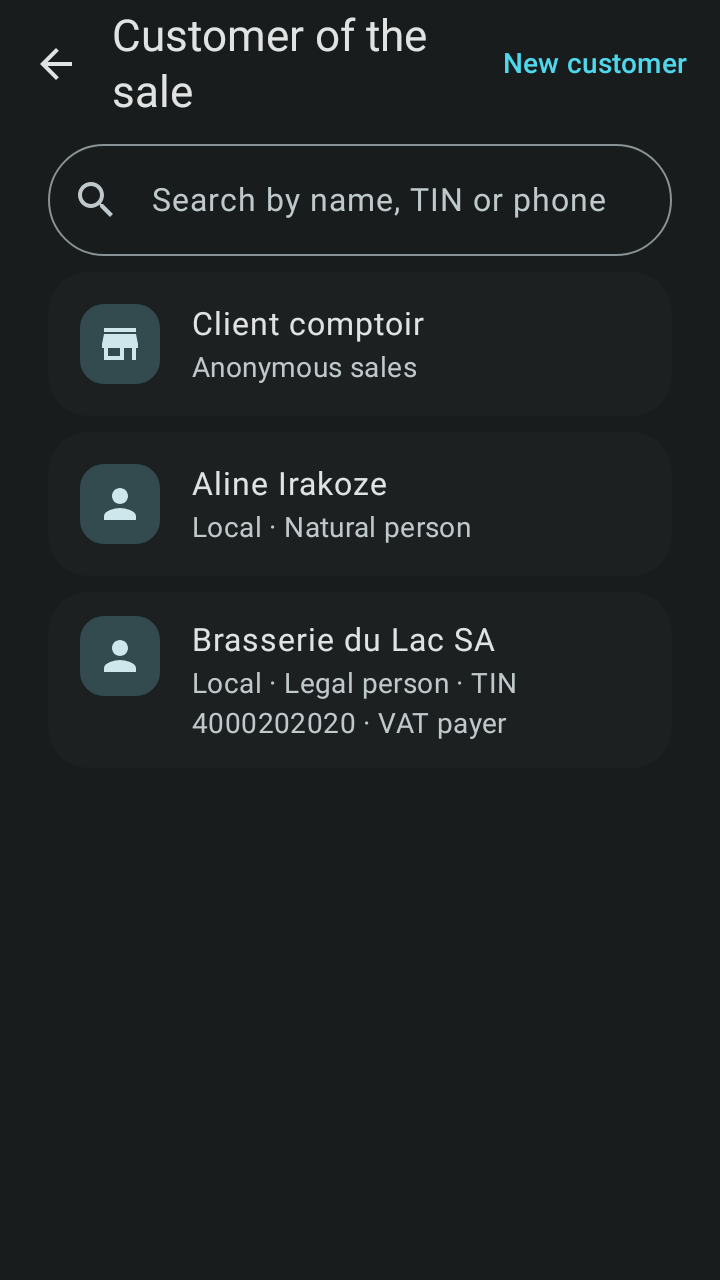 Customer of the
sale
New customer
Search by name, TIN or phone
Client comptoir
Anonymous sales
Aline Irakoze
Local · Natural person
Brasserie du Lac SA
Local · Legal person · TIN
4000202020 · VAT payer